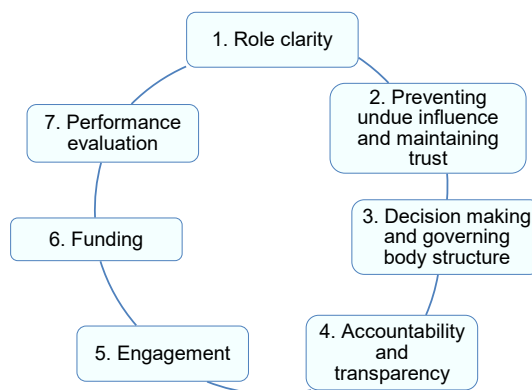 1. Role clarity
2. Preventing
undue influence
and maintaining
trust
3. Decision making
and governing
body structure
4. Accountability
and
transparency
5. Engagement
6. Funding
7. Performance
evaluation